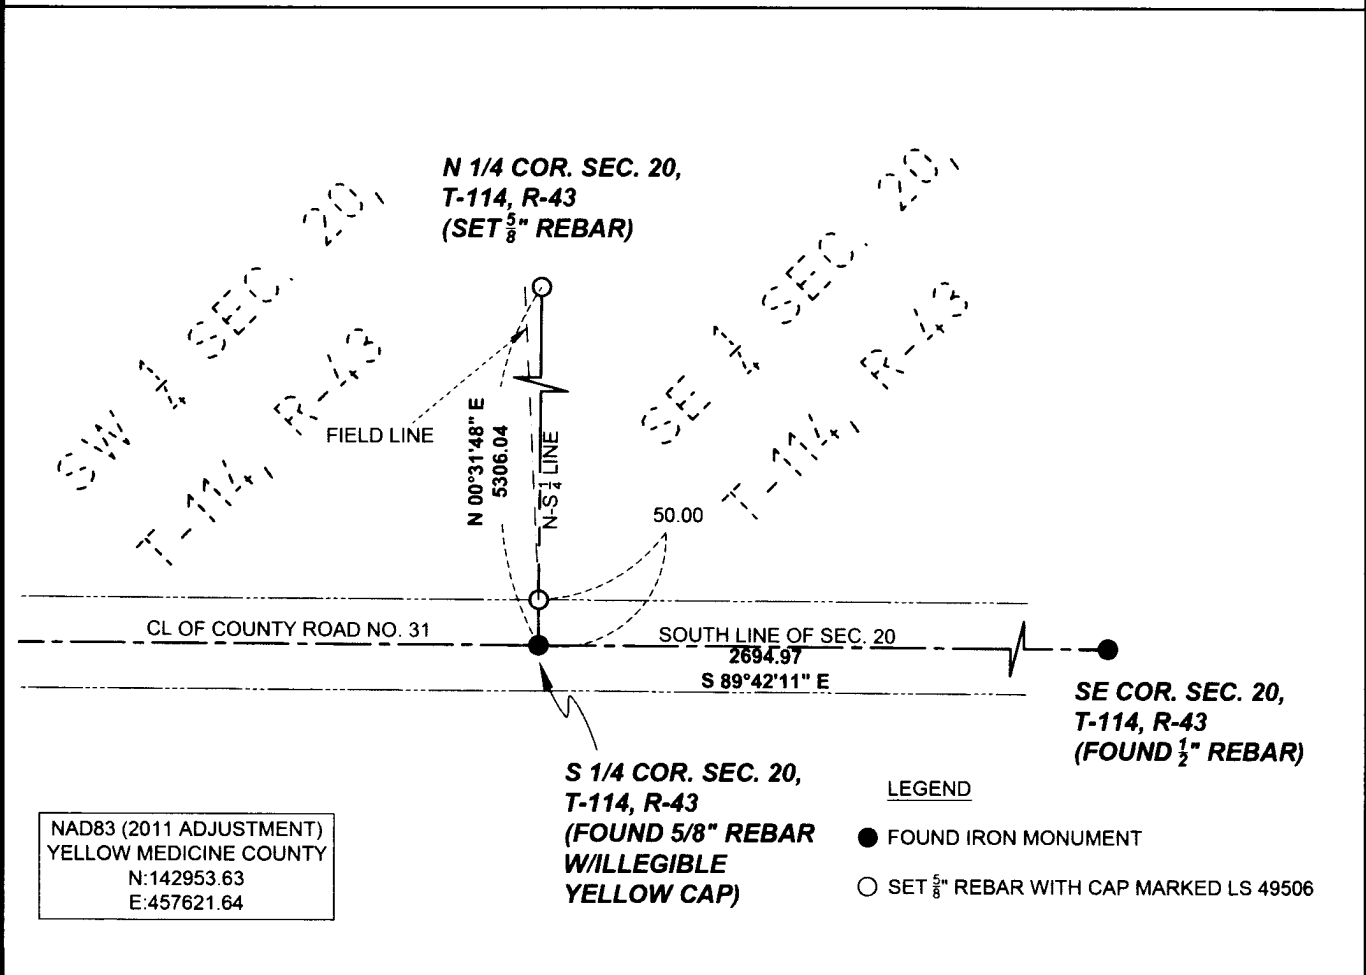 N 1/4 COR. SEC. 20,
T-114, R-43
(SET 5/8" REBAR)
SW 1/4 SEC. 20,
T-114, R-43
SE 1/4 SEC. 20,
T-114, R-43
FIELD LINE
N 00°31'48" E
5306.04
N-S 1/4 LINE
50.00
CL OF COUNTY ROAD NO. 31
SOUTH LINE OF SEC. 20
2694.97
S 89°42'11" E
SE COR. SEC. 20,
T-114, R-43
(FOUND 1/2" REBAR)
S 1/4 COR. SEC. 20,
T-114, R-43
(FOUND 5/8" REBAR
W/ILLEGIBLE
YELLOW CAP)
LEGEND
FOUND IRON MONUMENT
SET 5/8" REBAR WITH CAP MARKED LS 49506
NAD83 (2011 ADJUSTMENT)
YELLOW MEDICINE COUNTY
N:142953.63
E:457621.64